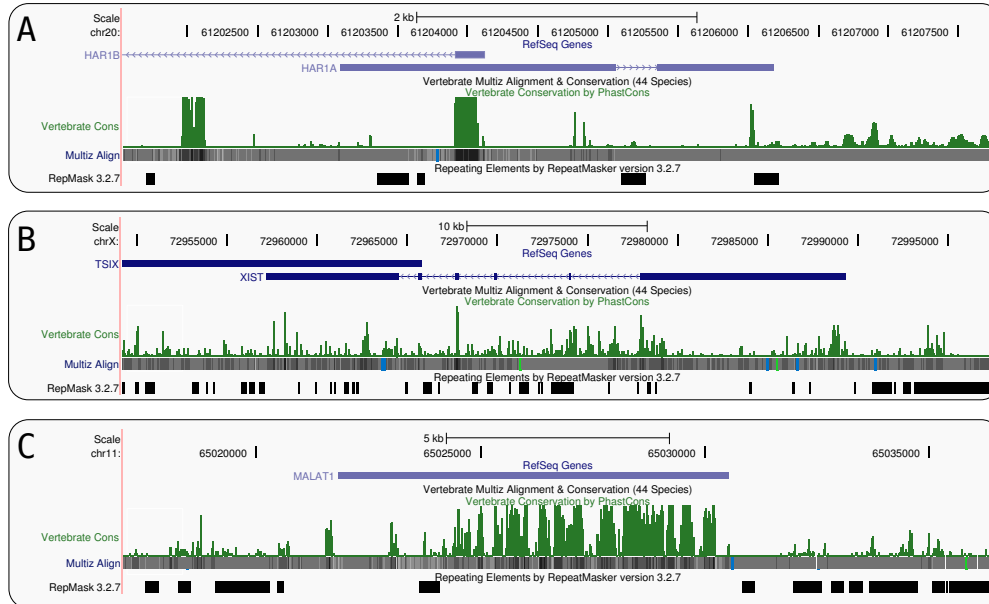 A
Scale 2 kb
chr20: 61202500 61203000 61203500 61204000 61204500 61205000 61205500 61206000 61206500 61207000 61207500
RefSeq Genes
HAR1B
HAR1A
Vertebrate Multiz Alignment & Conservation (44 Species)
Vertebrate Conservation by PhastCons
Vertebrate Cons
Multiz Align
Repeating Elements by RepeatMasker version 3.2.7
RepMask 3.2.7
B
Scale 10 kb
chrX: 72955000 72960000 72965000 72970000 72975000 72980000 72985000 72990000 72995000
RefSeq Genes
TSIX
XIST
Vertebrate Multiz Alignment & Conservation (44 Species)
Vertebrate Conservation by PhastCons
Vertebrate Cons
Multiz Align
Repeating Elements by RepeatMasker version 3.2.7
RepMask 3.2.7
C
Scale 5 kb
chr11: 65020000 65025000 65030000 65035000
RefSeq Genes
MALAT1
Vertebrate Multiz Alignment & Conservation (44 Species)
Vertebrate Conservation by PhastCons
Vertebrate Cons
Multiz Align
Repeating Elements by RepeatMasker version 3.2.7
RepMask 3.2.7